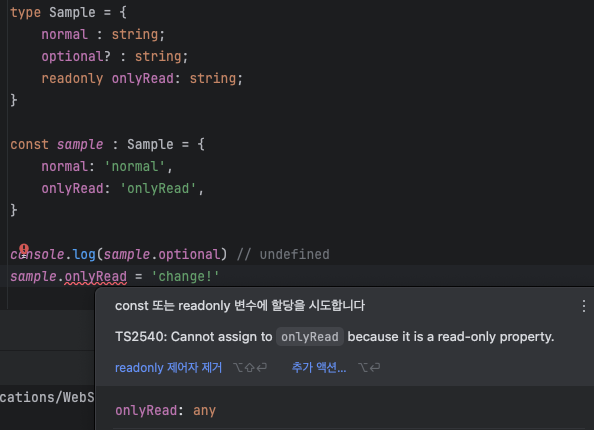 type Sample = {
    normal : string;
    optional? : string;
    readonly onlyRead: string;
}
const sample : Sample = {
    normal: 'normal',
    onlyRead: 'onlyRead',
}
console.log(sample.optional) // undefined
sample.onlyRead = 'change!'
const 또는 readonly 변수에 할당을 시도합니다
TS2540: Cannot assign to onlyRead because it is a read-only property.
readonly 제어자 제거 ⌥⇧⏎ 추가 액션... ⌥⏎
cations/WebS
onlyRead: any